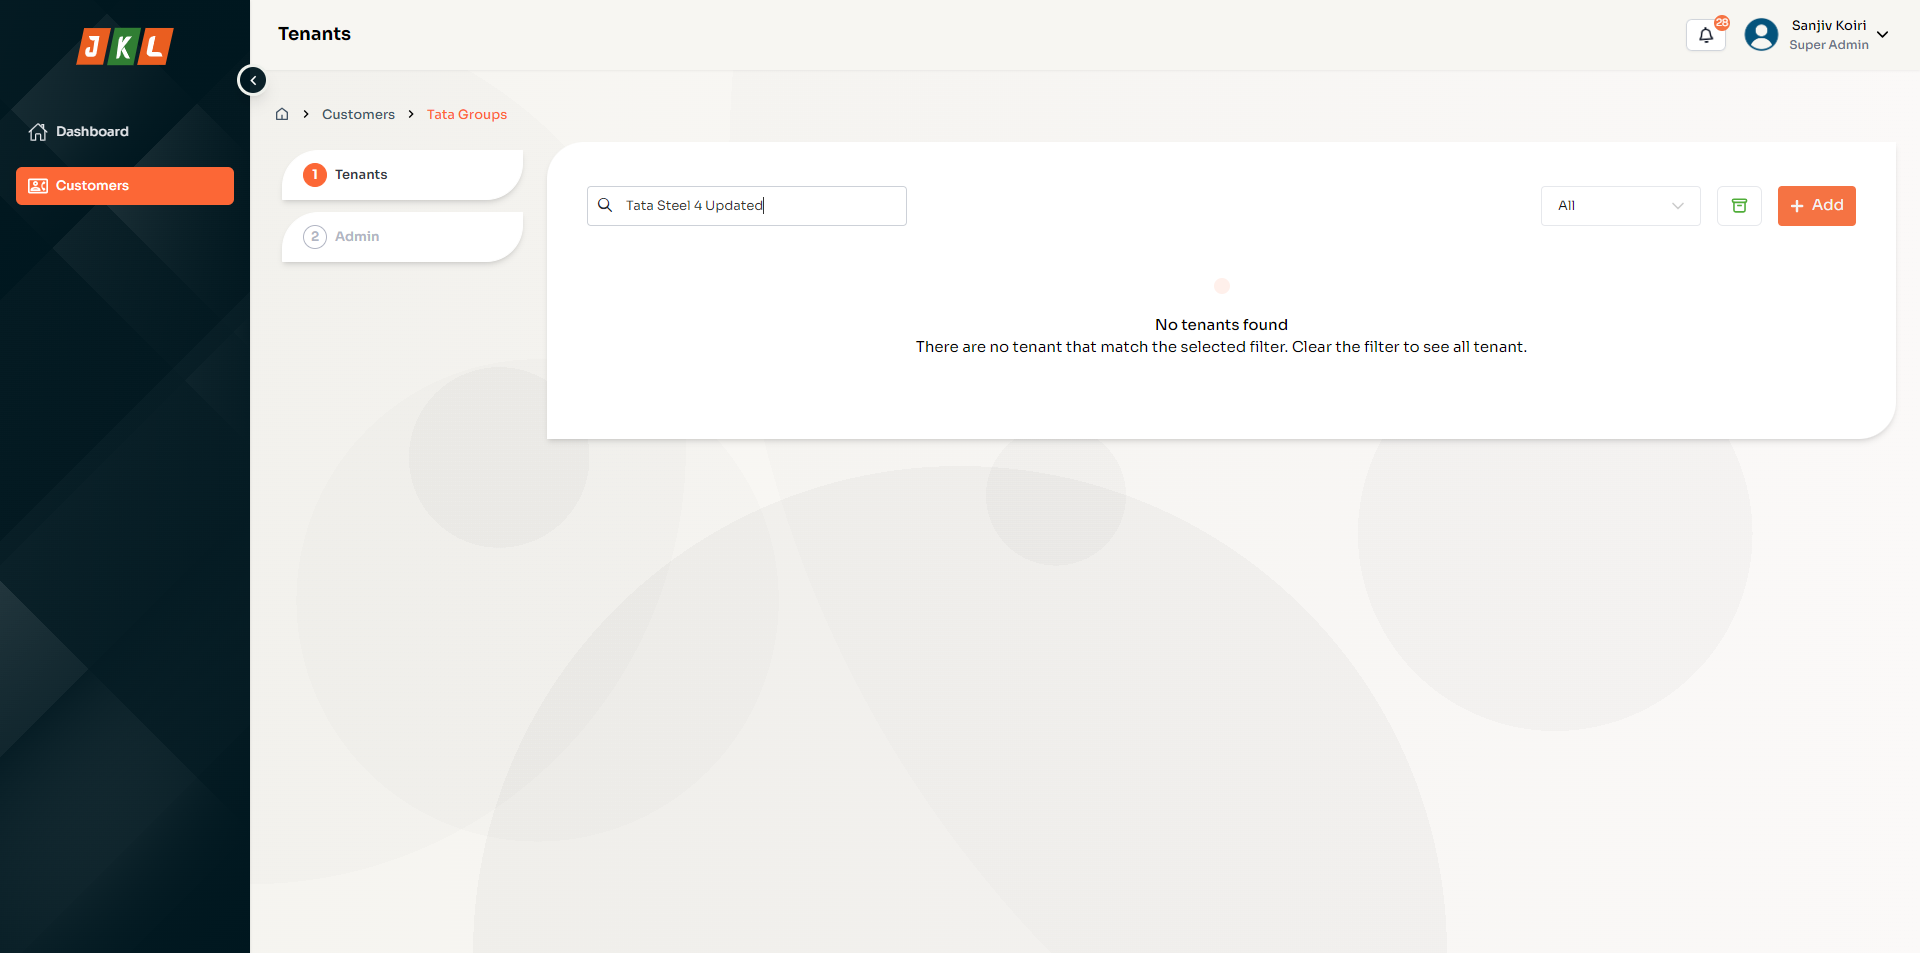 JKL
Tenants
28
Sanjiv Koiri
Super Admin
Dashboard
Customers
Customers
Tata Groups
1 Tenants
2 Admin
Tata Steel 4 Updated
All
Add
No tenants found
There are no tenant that match the selected filter. Clear the filter to see all tenant.